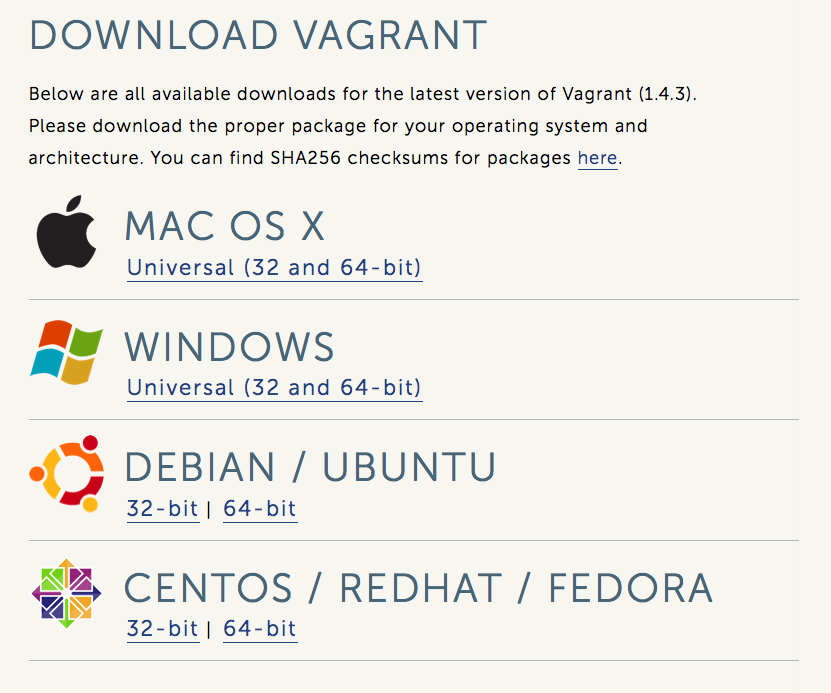 DOWNLOAD VAGRANT
Below are all available downloads for the latest version of Vagrant (1.4.3).
Please download the proper package for your operating system and
architecture. You can find SHA256 checksums for packages here.
MAC OS X
Universal (32 and 64-bit)
WINDOWS
Universal (32 and 64-bit)
DEBIAN / UBUNTU
32-bit | 64-bit
CENTOS / REDHAT / FEDORA
32-bit | 64-bit